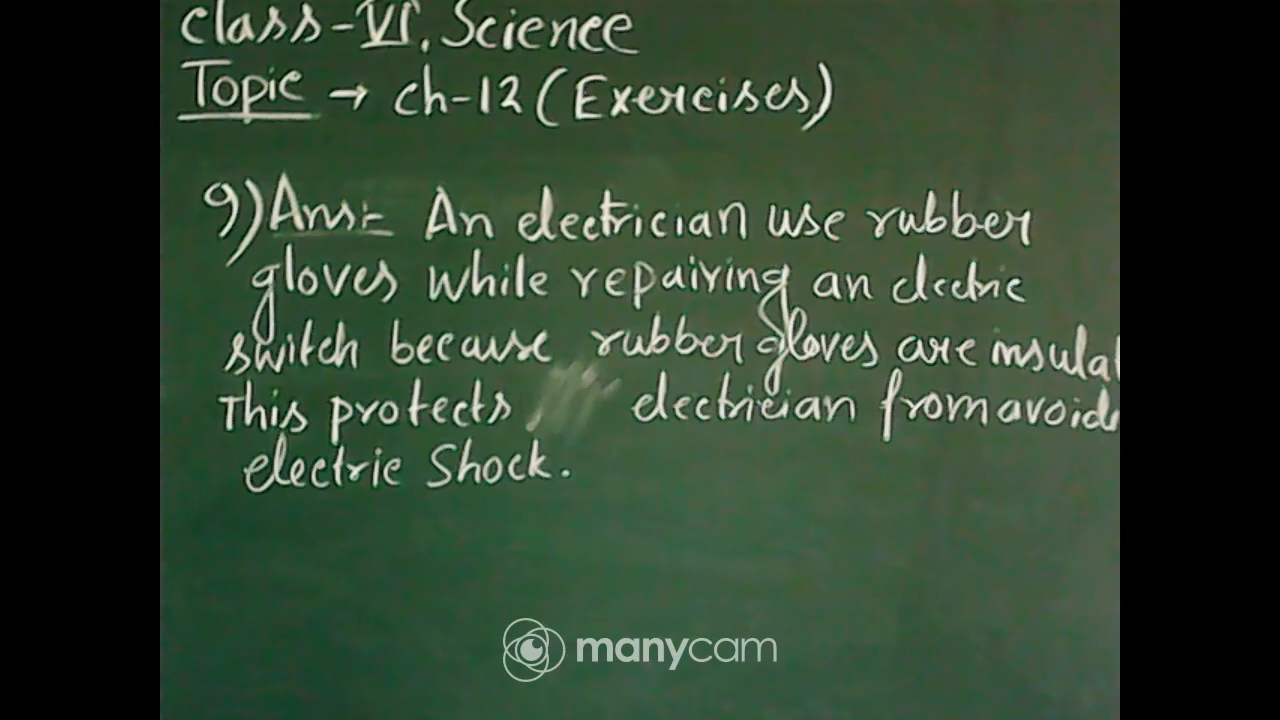 Class-VI, Science
Topic → Ch-12 (Exercises)
9) Ans:- An electrician use rubber
gloves while repairing an electric
switch because rubber gloves are insulat
This protects electrician from avoid
electric Shock.
manycam